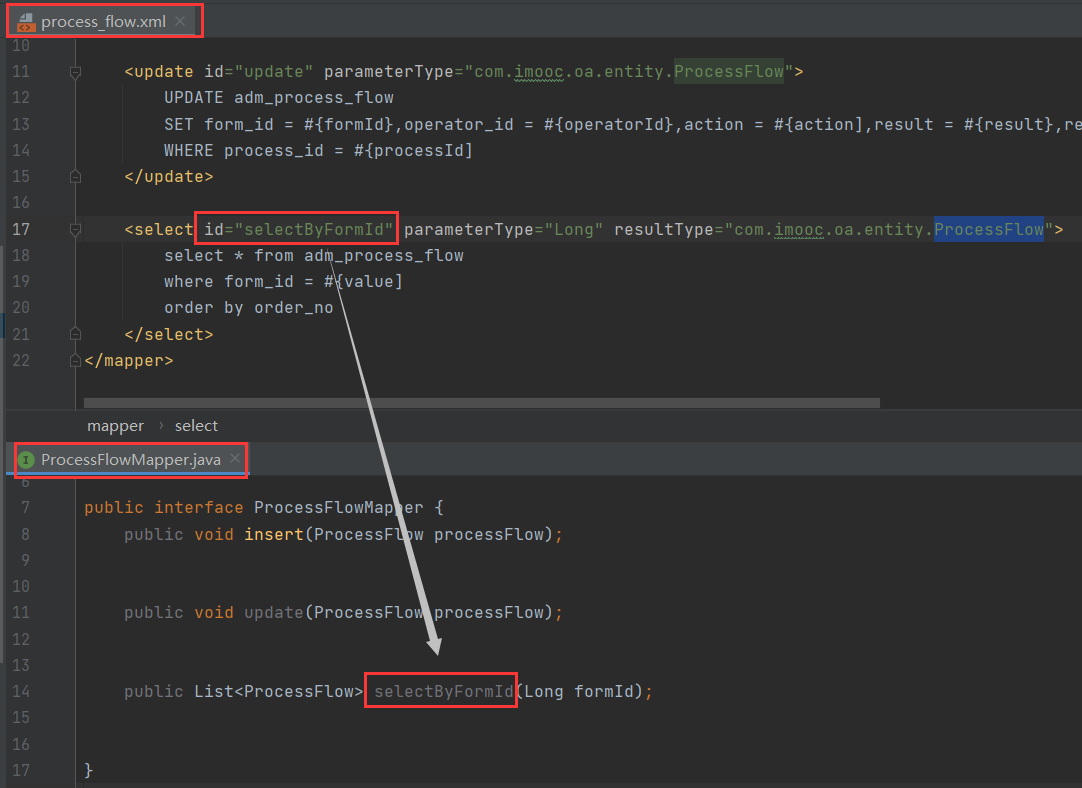 process_flow.xml
10
11 <update id="update" parameterType="com.imooc.oa.entity.ProcessFlow">
12 UPDATE adm_process_flow
13 SET form_id = #{formId},operator_id = #{operatorId},action = #{action],result = #{result},re
14 WHERE process_id = #{processId]
15 </update>
16
17 <select id="selectByFormId" parameterType="Long" resultType="com.imooc.oa.entity.ProcessFlow">
18 select * from adm_process_flow
19 where form_id = #{value]
20 order by order_no
21 </select>
22 </mapper>
mapper › select
I ProcessFlowMapper.java
6
7 public interface ProcessFlowMapper {
8 public void insert(ProcessFlow processFlow);
9
10
11 public void update(ProcessFlow processFlow);
12
13
14 public List<ProcessFlow> selectByFormId(Long formId);
15
16
17 }